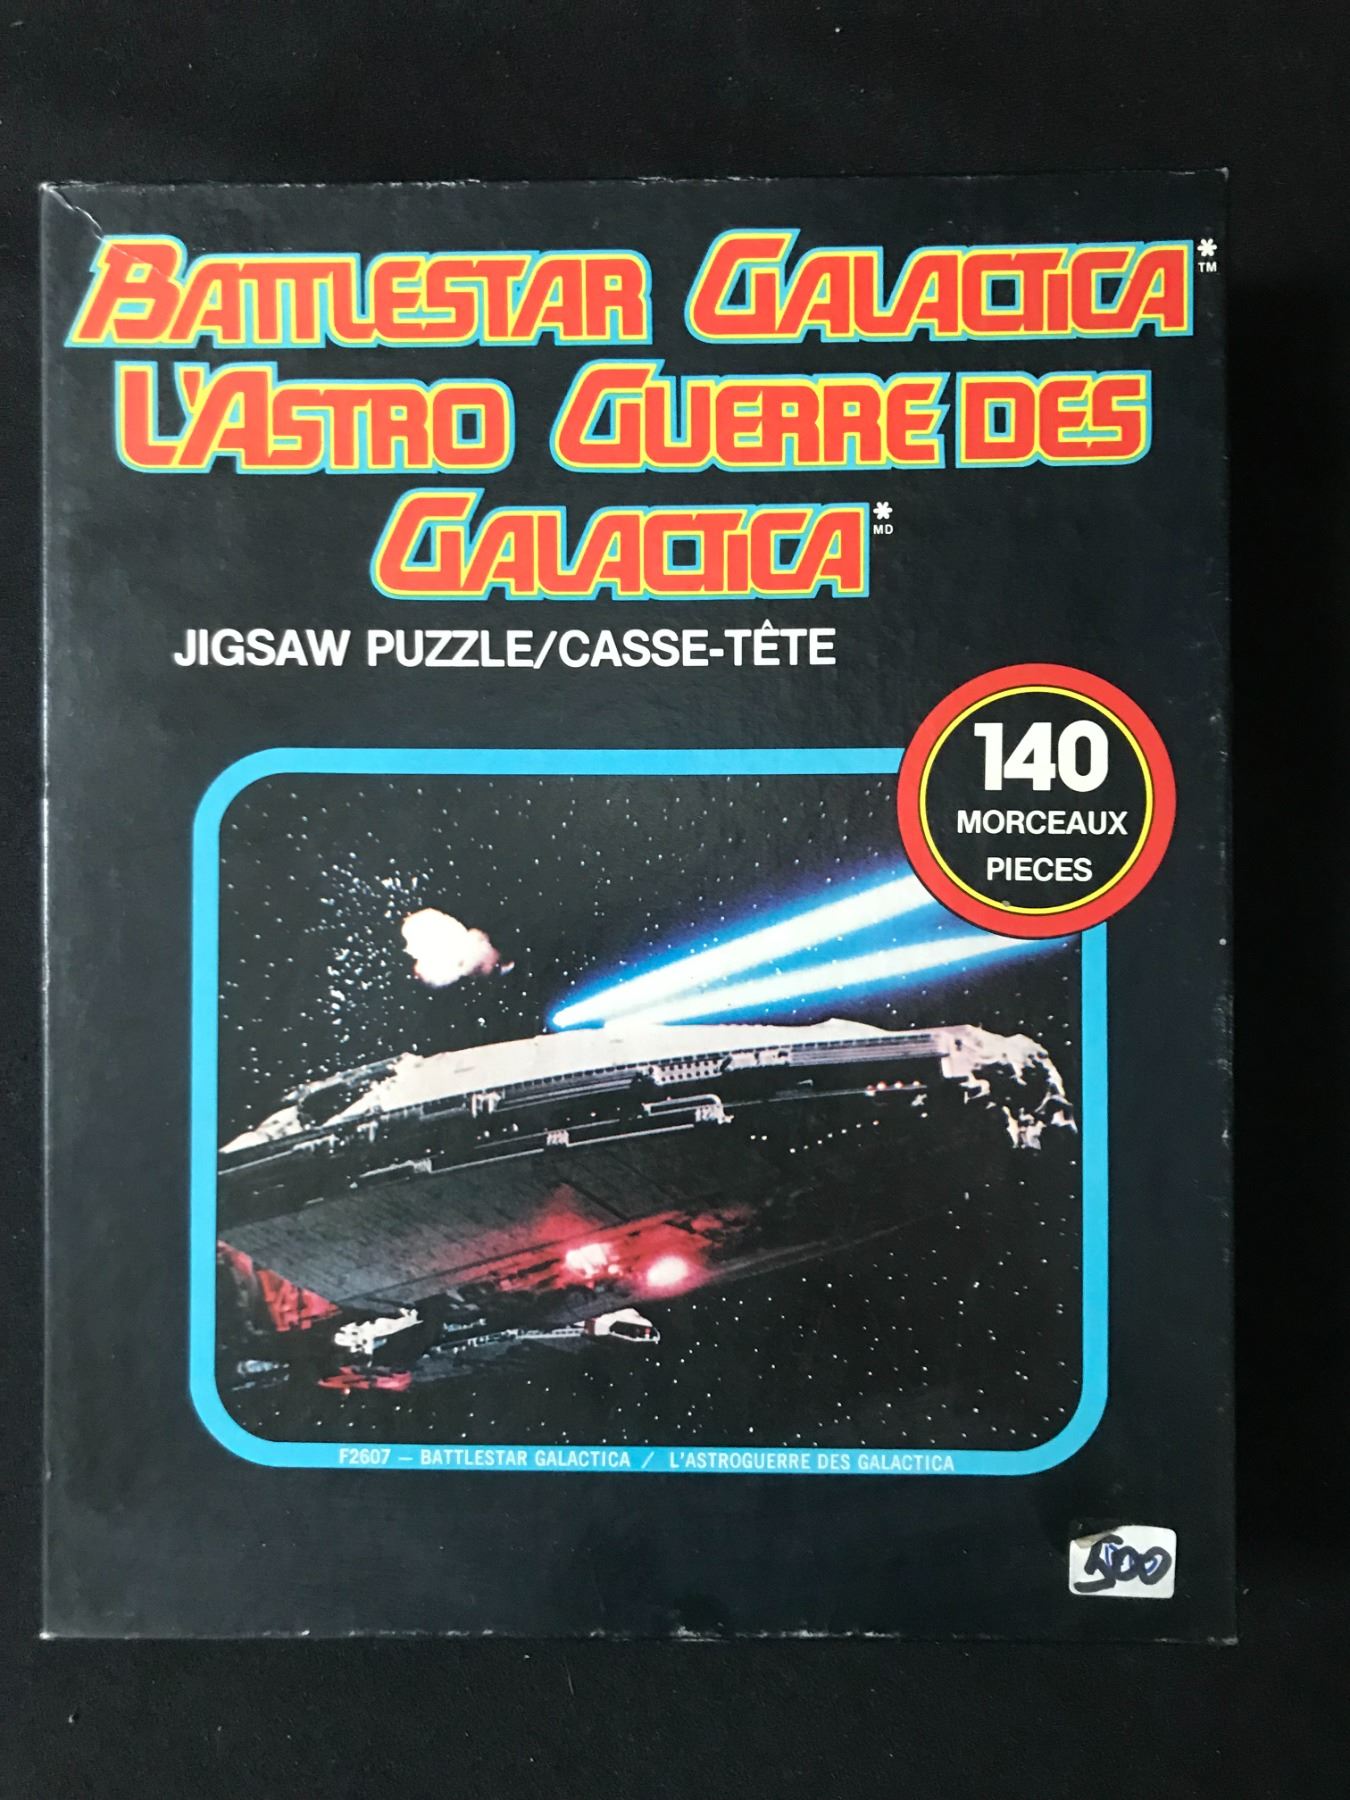 BATTLESTAR GALACTICA*
TM
L'ASTRO GUERRE DES
GALACTICA*
MD
JIGSAW PUZZLE/CASSE-TÊTE
140
MORCEAUX
PIECES
F2607 — BATTLESTAR GALACTICA / L'ASTROGUERRE DES GALACTICA
500